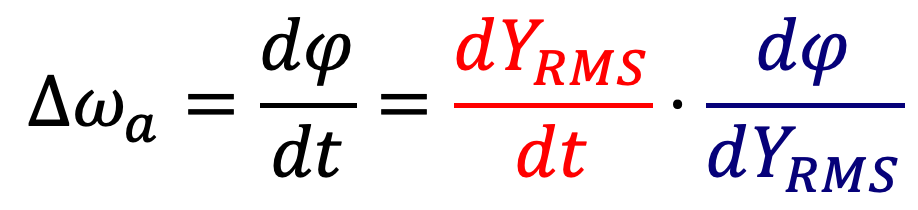 Δω_a = dφ/dt = dY_RMS/dt · dφ/dY_RMS